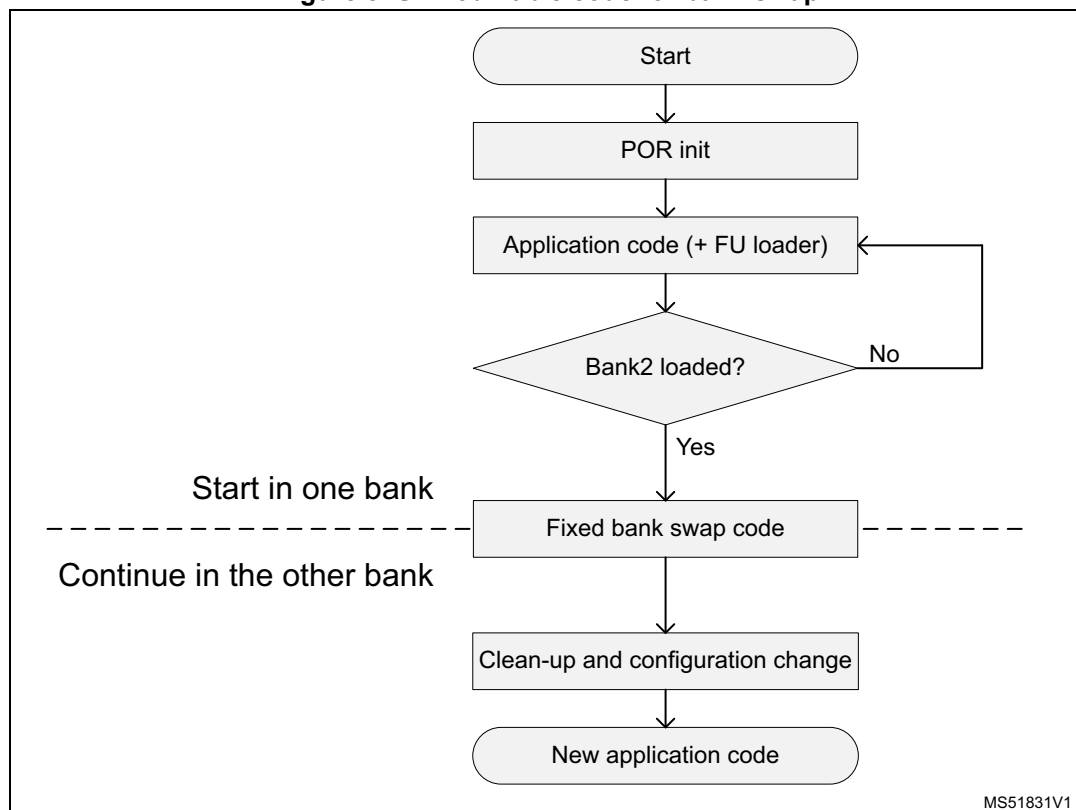 Start
POR init
Application code (+ FU loader)
Bank2 loaded?
No
Yes
Start in one bank
Fixed bank swap code
Continue in the other bank
Clean-up and configuration change
New application code
MS51831V1